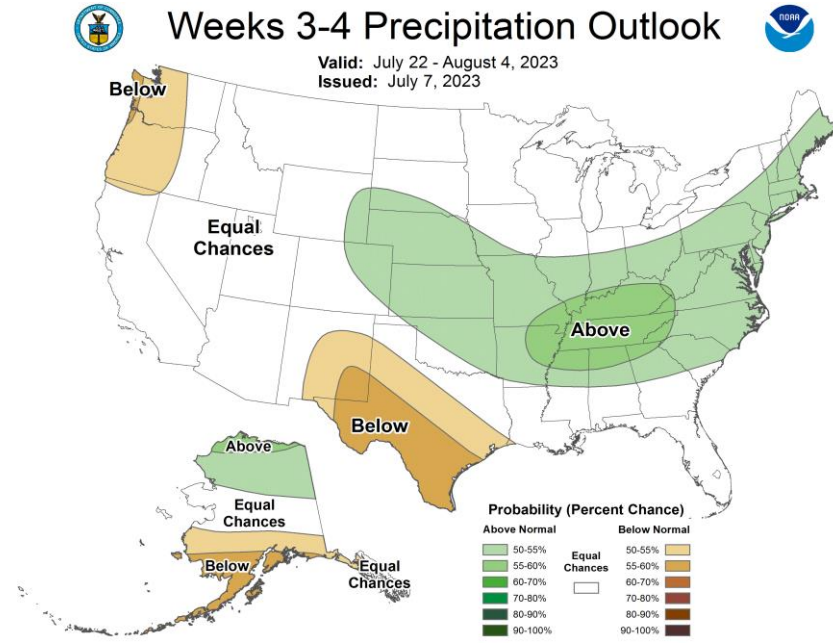 Weeks 3-4 Precipitation Outlook
NOAA
Valid: July 22 - August 4, 2023
Issued: July 7, 2023
Below
Equal
Chances
Above
Below
Above
Equal
Chances
Below
Equal
Chances
Probability (Percent Chance)
Above Normal
Below Normal
Equal
Chances
50-55%
55-60%
60-70%
70-80%
80-90%
90-100%
50-55%
55-60%
60-70%
70-80%
80-90%
90-100%